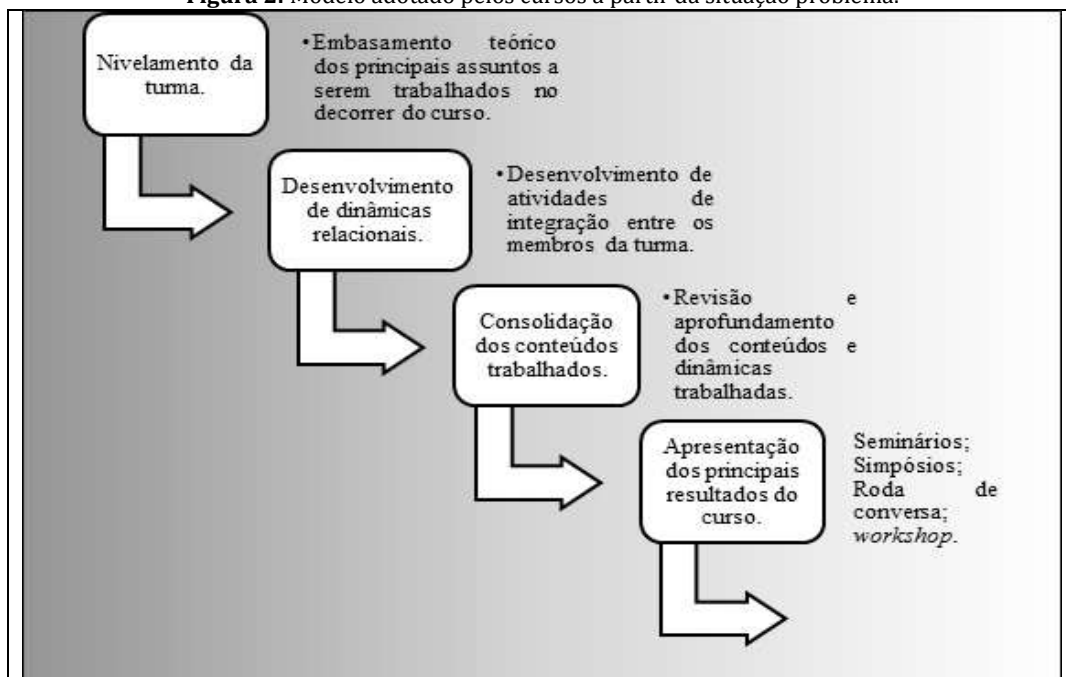 Figura 2. Modelo adotado pelos cursos a partir da situação problema.
Nivelamento da
turma.
•Embasamento teórico
dos principais assuntos a
serem trabalhados no
decorrer do curso.
Desenvolvimento
de dinâmicas
relacionais.
•Desenvolvimento de
atividades de
integração entre os
membros da turma.
Consolidação
dos conteúdos
trabalhados.
•Revisão e
aprofundamento
dos conteúdos e
dinâmicas
trabalhadas.
Apresentação
dos principais
resultados do
curso.
Seminários;
Simpósios;
Roda de
conversa;
workshop.